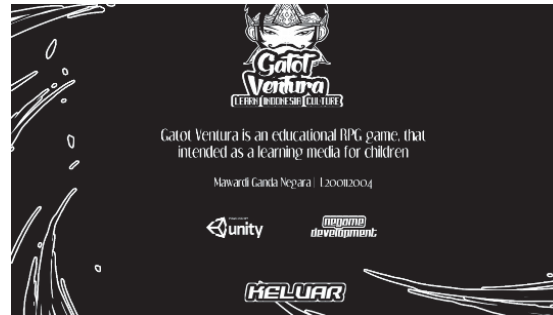 Gatot
Ventura
LEARN INDONESIA CULTURE
Gatot Ventura is an educational RPG game, that
intended as a learning media for children
Mawardi Ganda Negara | L200112004
unity
negame
development
KELUAR